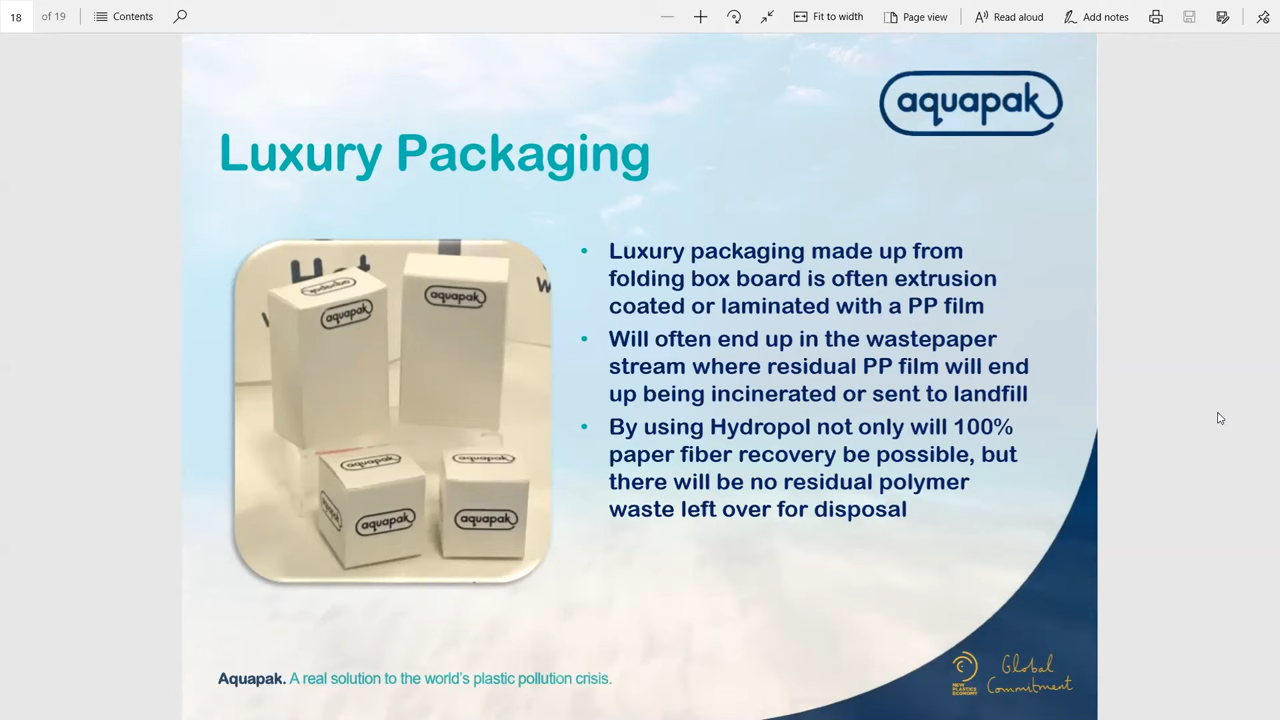 18 of 19 Contents Fit to width Page view Read aloud Add notes
aquapak
Luxury Packaging
Hot
aquapak
aquapak
aquapak
aquapak
aquapak
aquapak
aquapak
• Luxury packaging made up from
folding box board is often extrusion
coated or laminated with a PP film
• Will often end up in the wastepaper
stream where residual PP film will end
up being incinerated or sent to landfill
• By using Hydropol not only will 100%
paper fiber recovery be possible, but
there will be no residual polymer
waste left over for disposal
Aquapak. A real solution to the world's plastic pollution crisis.
NEW PLASTICS
ECONOMY
Global
Commitment